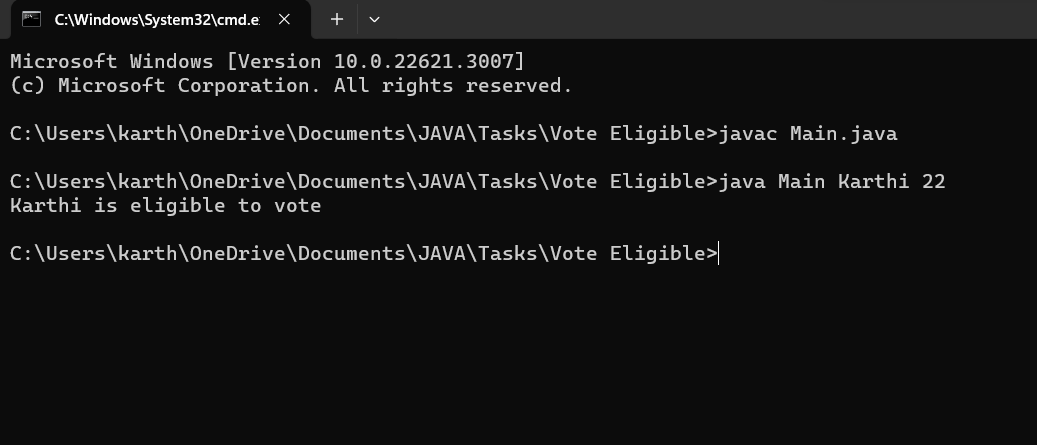 C:\Windows\System32\cmd.e
Microsoft Windows [Version 10.0.22621.3007]
(c) Microsoft Corporation. All rights reserved.
C:\Users\karth\OneDrive\Documents\JAVA\Tasks\Vote Eligible>javac Main.java
C:\Users\karth\OneDrive\Documents\JAVA\Tasks\Vote Eligible>java Main Karthi 22
Karthi is eligible to vote
C:\Users\karth\OneDrive\Documents\JAVA\Tasks\Vote Eligible>